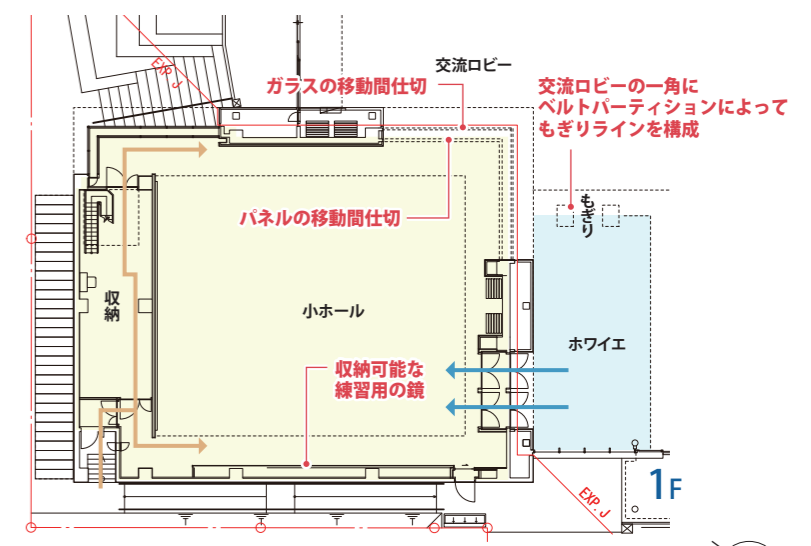 交流ロビー
ガラスの移動間仕切
交流ロビーの一角に
ベルトパーティションによって
もぎりラインを構成
EXP. J
もぎり
パネルの移動間仕切
収納
小ホール
ホワイエ
収納可能な
練習用の鏡
1F
EXP. J